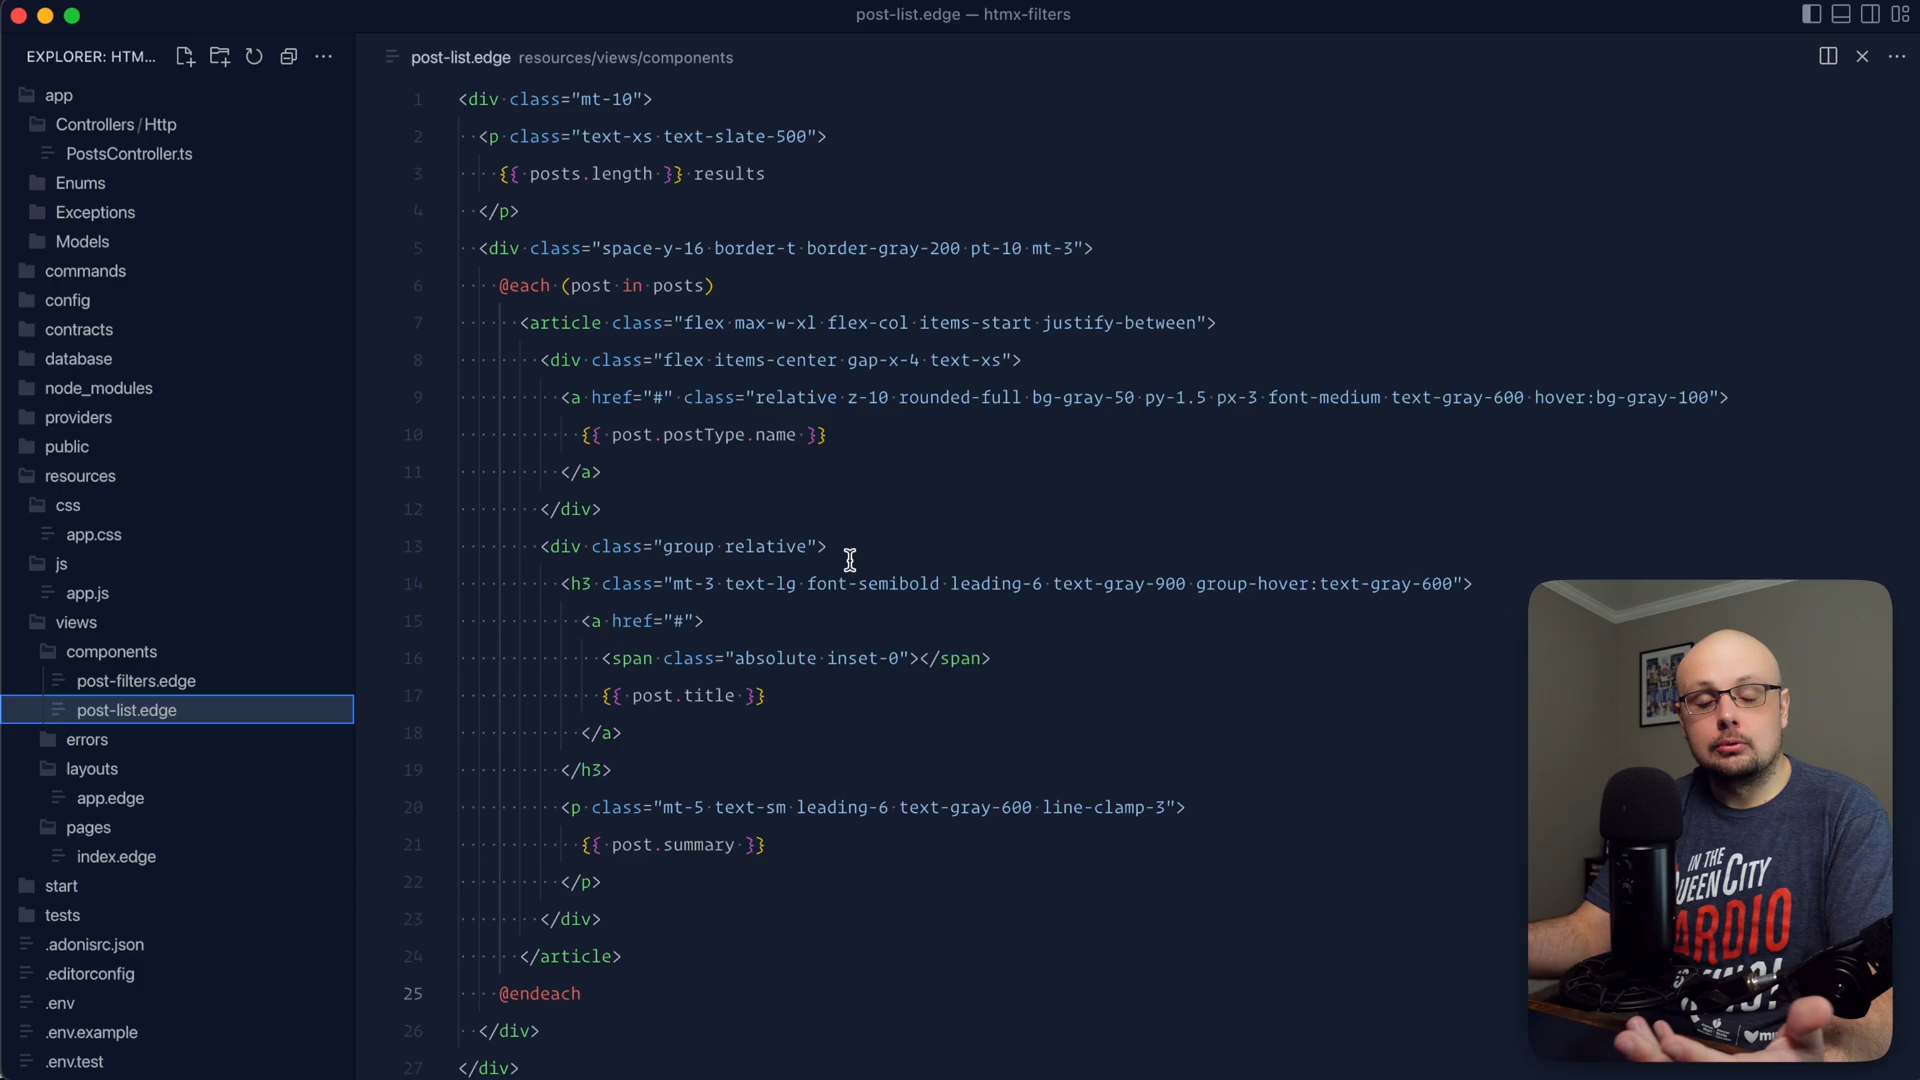 post-list.edge — htmx-filters
EXPLORER: HTM...
app
Controllers / Http
PostsController.ts
Enums
Exceptions
Models
commands
config
contracts
database
node_modules
providers
public
resources
css
app.css
js
app.js
views
components
post-filters.edge
post-list.edge
errors
layouts
app.edge
pages
index.edge
start
tests
.adonisrc.json
.editorconfig
.env
.env.example
.env.test
post-list.edge resources/views/components
1 <div class="mt-10">
2 <p class="text-xs text-slate-500">
3 {{ posts.length }} results
4 </p>
5 <div class="space-y-16 border-t border-gray-200 pt-10 mt-3">
6 @each (post in posts)
7 <article class="flex max-w-xl flex-col items-start justify-between">
8 <div class="flex items-center gap-x-4 text-xs">
9 <a href="#" class="relative z-10 rounded-full bg-gray-50 py-1.5 px-3 font-medium text-gray-600 hover:bg-gray-100">
10 {{ post.postType.name }}
11 </a>
12 </div>
13 <div class="group relative">
14 <h3 class="mt-3 text-lg font-semibold leading-6 text-gray-900 group-hover:text-gray-600">
15 <a href="#">
16 <span class="absolute inset-0"></span>
17 {{ post.title }}
18 </a>
19 </h3>
20 <p class="mt-5 text-sm leading-6 text-gray-600 line-clamp-3">
21 {{ post.summary }}
22 </p>
23 </div>
24 </article>
25 @endeach
26 </div>
27 </div>
IN THE
QUEEN CITY
CARDIO